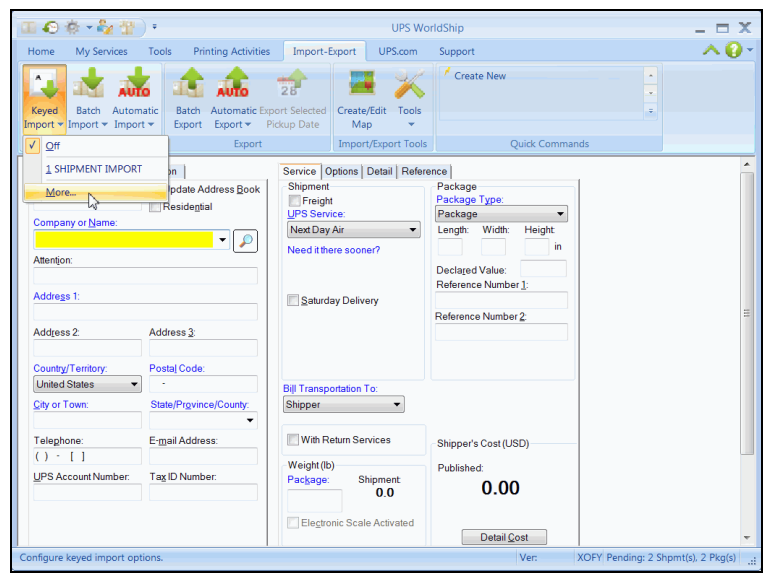 UPS WorldShip
Home My Services Tools Printing Activities Import-Export UPS.com Support
A AUTO AUTO 28 Create New
Keyed Import Batch Import Automatic Import Batch Export Automatic Export Export Selected Pickup Date Create/Edit Map Tools
Export Import/Export Tools Quick Commands
Off
1 SHIPMENT IMPORT
More...
on
Update Address Book
Residential
Company or Name:
Attention:
Address 1:
Address 2: Address 3:
Country/Territory: Postal Code:
United States -
City or Town: State/Province/County:
Telephone: E-mail Address:
( ) - [ ]
UPS Account Number: Tax ID Number:
Service Options Detail Reference
Shipment
Freight
UPS Service:
Next Day Air
Need it there sooner?
Saturday Delivery
Bill Transportation To:
Shipper
With Return Services
Weight (lb)
Package: Shipment:
0.0
Electronic Scale Activated
Package
Package Type:
Package
Length: Width: Height:
in
Declared Value:
Reference Number 1:
Reference Number 2:
Shipper's Cost (USD)
Published:
0.00
Detail Cost
Configure keyed import options. Ver: XOFY Pending: 2 Shpmt(s), 2 Pkg(s)